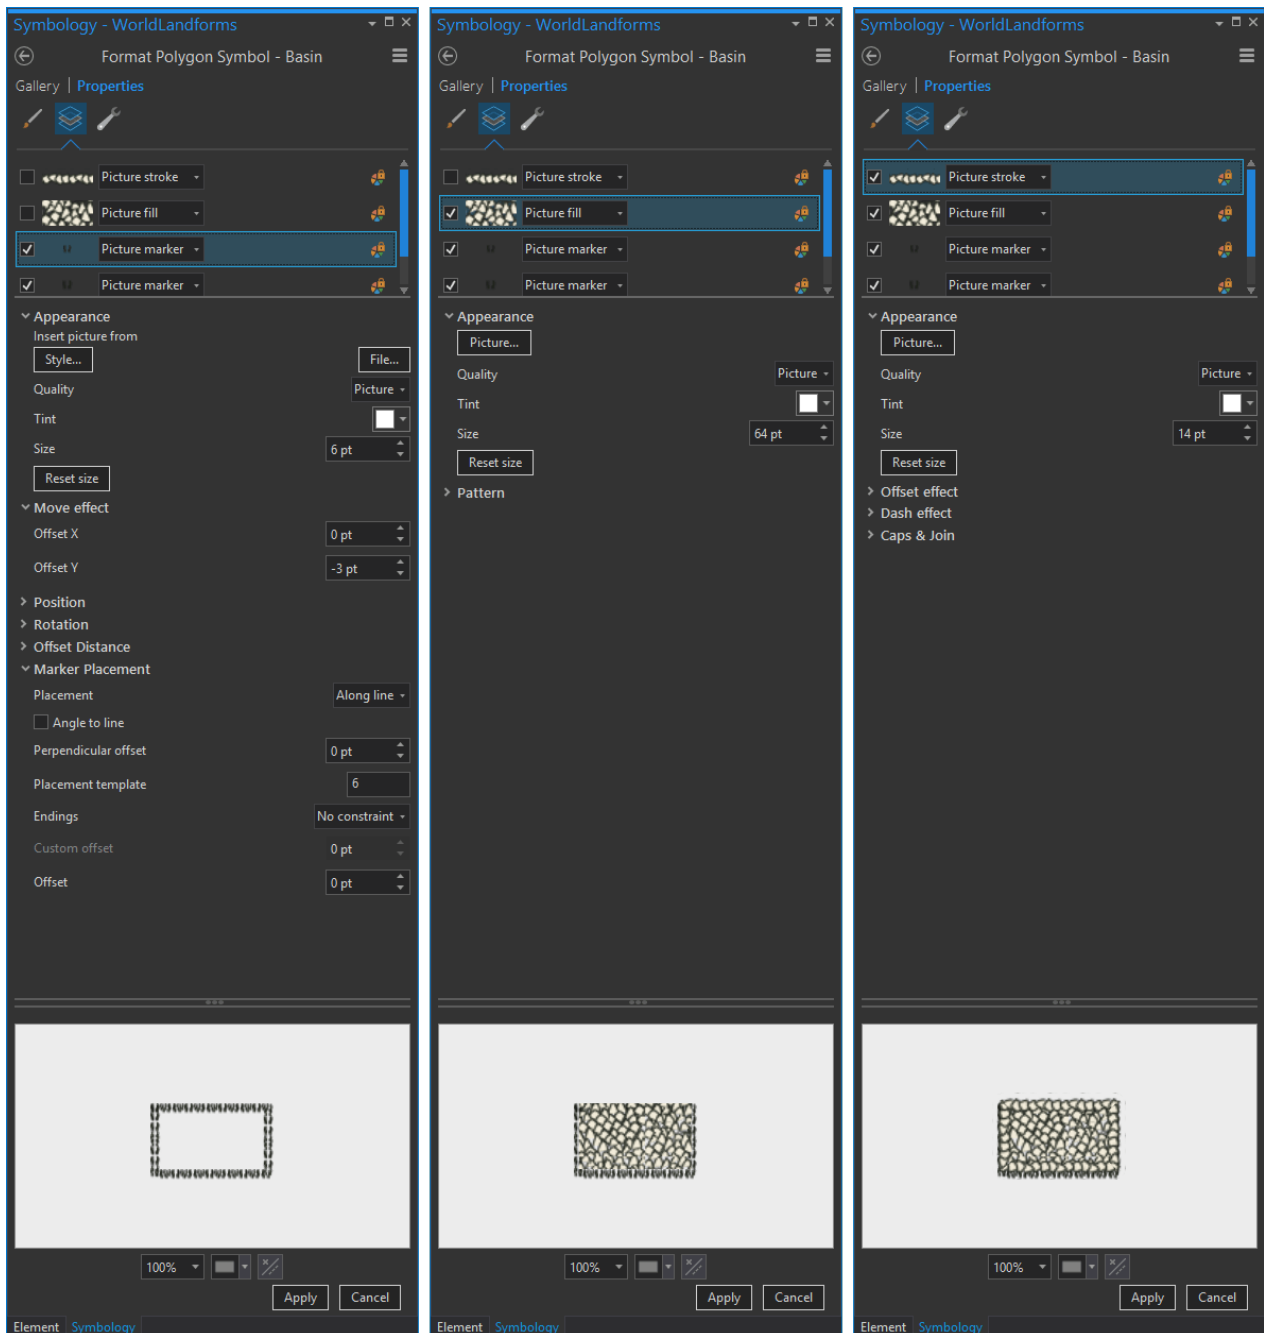 Symbology - WorldLandforms
Format Polygon Symbol - Basin
Gallery | Properties
Picture stroke
Picture fill
Picture marker
Picture marker
Appearance
Insert picture from
Style... File...
Quality Picture
Tint
Size 6 pt
Reset size
Move effect
Offset X 0 pt
Offset Y -3 pt
Position
Rotation
Offset Distance
Marker Placement
Placement Along line
Angle to line
Perpendicular offset 0 pt
Placement template 6
Endings No constraint
Custom offset 0 pt
Offset 0 pt
100%
Apply Cancel
Element Symbology
Symbology - WorldLandforms
Format Polygon Symbol - Basin
Gallery | Properties
Picture stroke
Picture fill
Picture marker
Picture marker
Appearance
Picture...
Quality Picture
Tint
Size 64 pt
Reset size
Pattern
100%
Apply Cancel
Element Symbology
Symbology - WorldLandforms
Format Polygon Symbol - Basin
Gallery | Properties
Picture stroke
Picture fill
Picture marker
Picture marker
Appearance
Picture...
Quality Picture
Tint
Size 14 pt
Reset size
Offset effect
Dash effect
Caps & Join
100%
Apply Cancel
Element Symbology